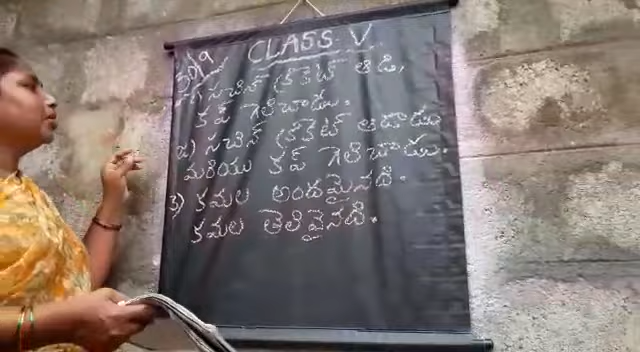 CLASS: V
సచిన్ క్రికెట్ ఆడి,
కప్ గెలిచాడు.
2) సచిన్ క్రికెట్ ఆడాడు
మరియు కప్ గెలిచాడు.
3) కమల అందమైనది.
కమల తెలివైనది.